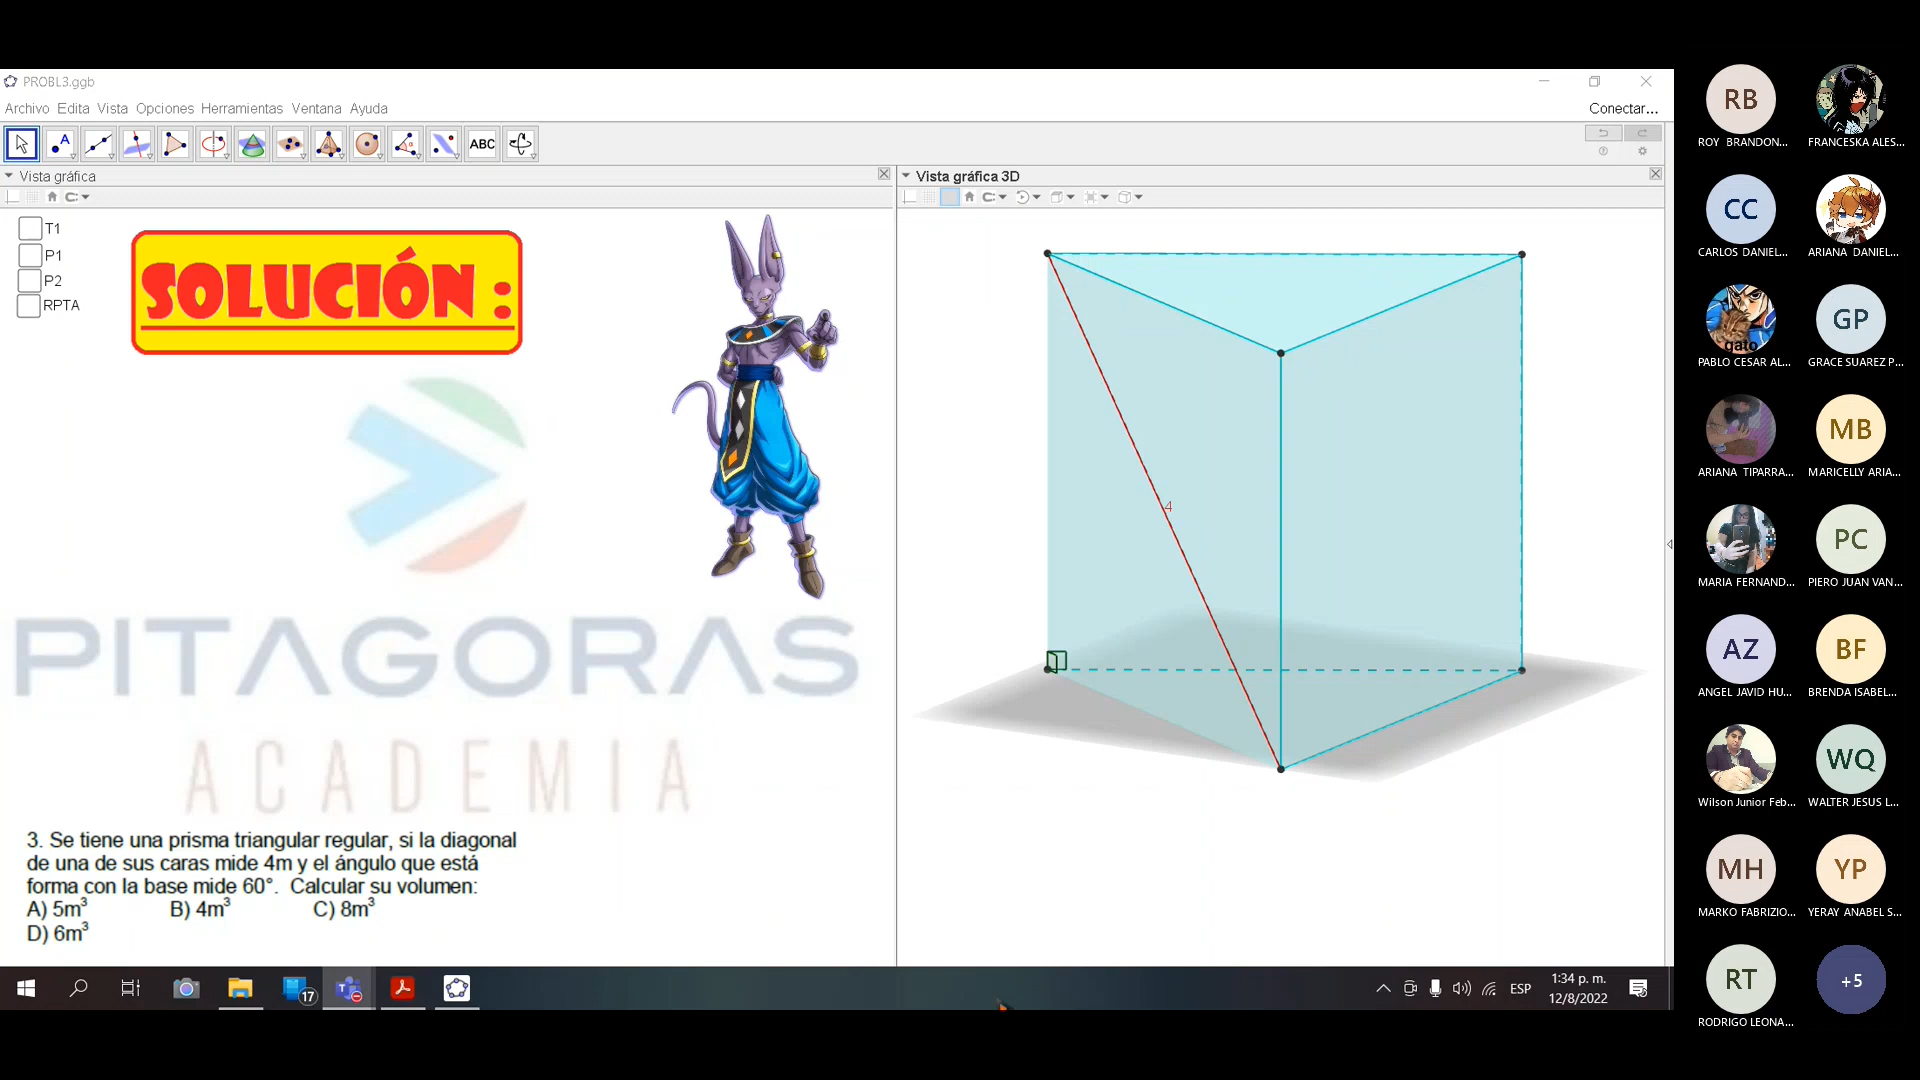 PROBL3.ggb
Archivo Edita Vista Opciones Herramientas Ventana Ayuda
Conectar...
A
ABC
Vista gráfica
Vista gráfica 3D
T1
P1
P2
RPTA
SOLUCIÓN :
4
PITAGORAS
ACADEMIA
3. Se tiene una prisma triangular regular, si la diagonal
de una de sus caras mide 4m y el ángulo que está
forma con la base mide 60°. Calcular su volumen:
A) 5m³ B) 4m³ C) 8m³
D) 6m³
17
ESP
1:34 p. m.
12/8/2022
RB
ROY BRANDON...
FRANCESKA ALES...
CC
CARLOS DANIEL...
ARIANA DANIEL...
gato
PABLO CESAR AL...
GP
GRACE SUAREZ P...
ARIANA TIPARRA...
MB
MARICELLY ARIA...
MARIA FERNAND...
PC
PIERO JUAN VAN...
AZ
ANGEL JAVID HU...
BF
BRENDA ISABEL...
Wilson Junior Feb...
WQ
WALTER JESUS L...
MH
MARKO FABRIZIO...
YP
YERAY ANABEL S...
RT
RODRIGO LEONA...
+5